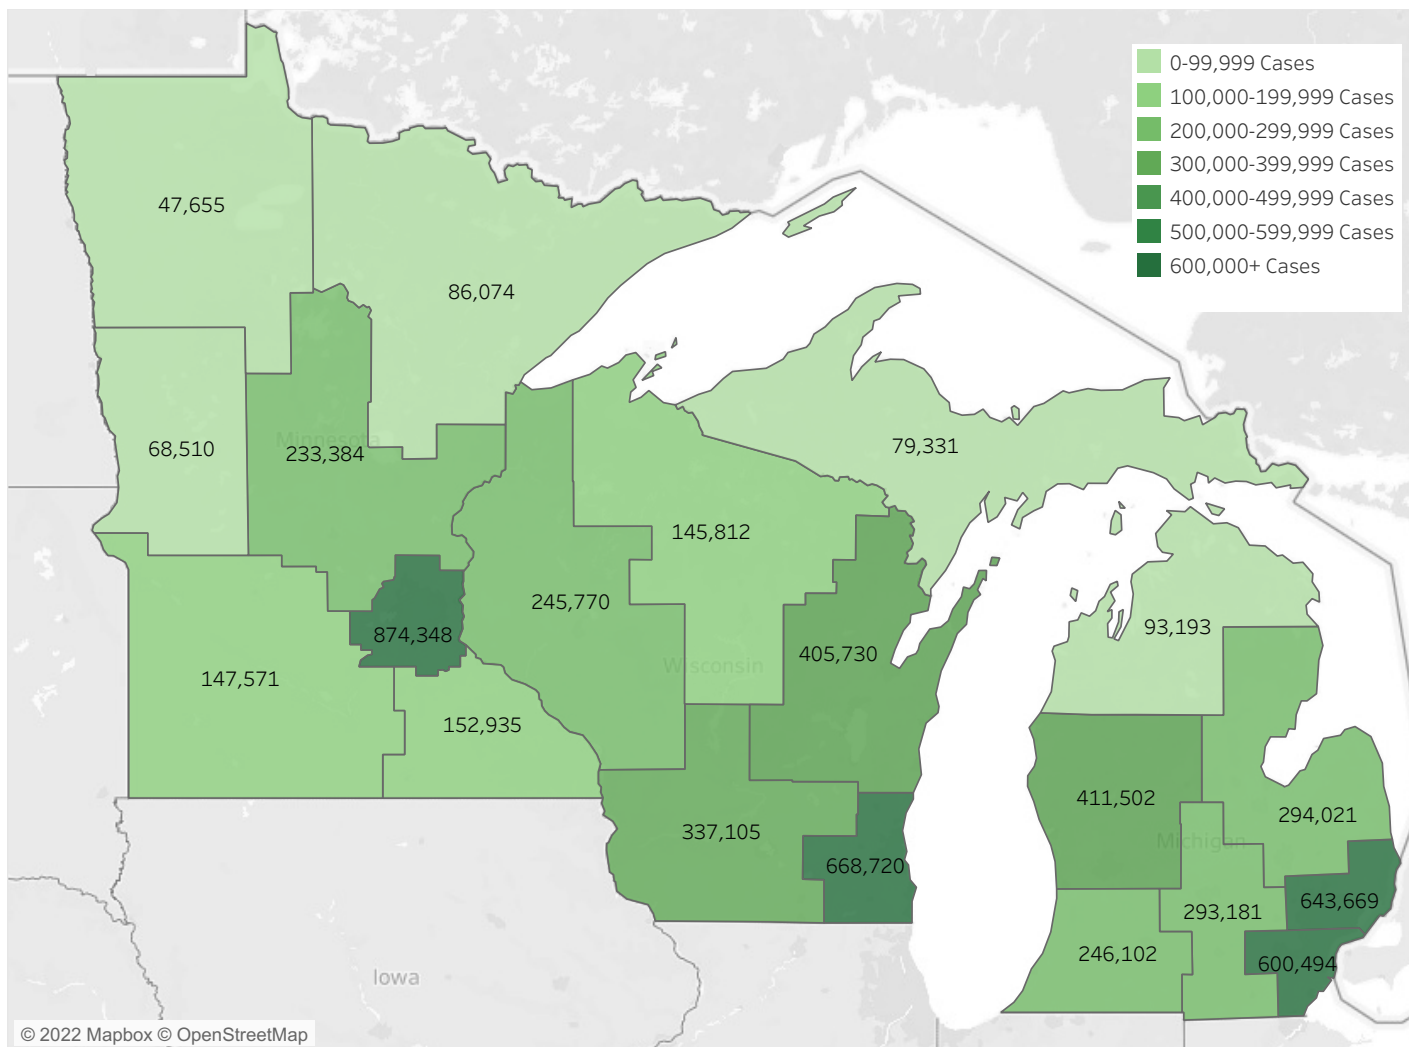 0-99,999 Cases
100,000-199,999 Cases
200,000-299,999 Cases
300,000-399,999 Cases
400,000-499,999 Cases
500,000-599,999 Cases
600,000+ Cases
47,655
86,074
68,510
Minnesota
233,384
79,331
145,812
245,770
93,193
874,348
405,730
Wisconsin
147,571
152,935
411,502
294,021
337,105
Michigan
668,720
643,669
293,181
246,102
600,494
Iowa
© 2022 Mapbox © OpenStreetMap